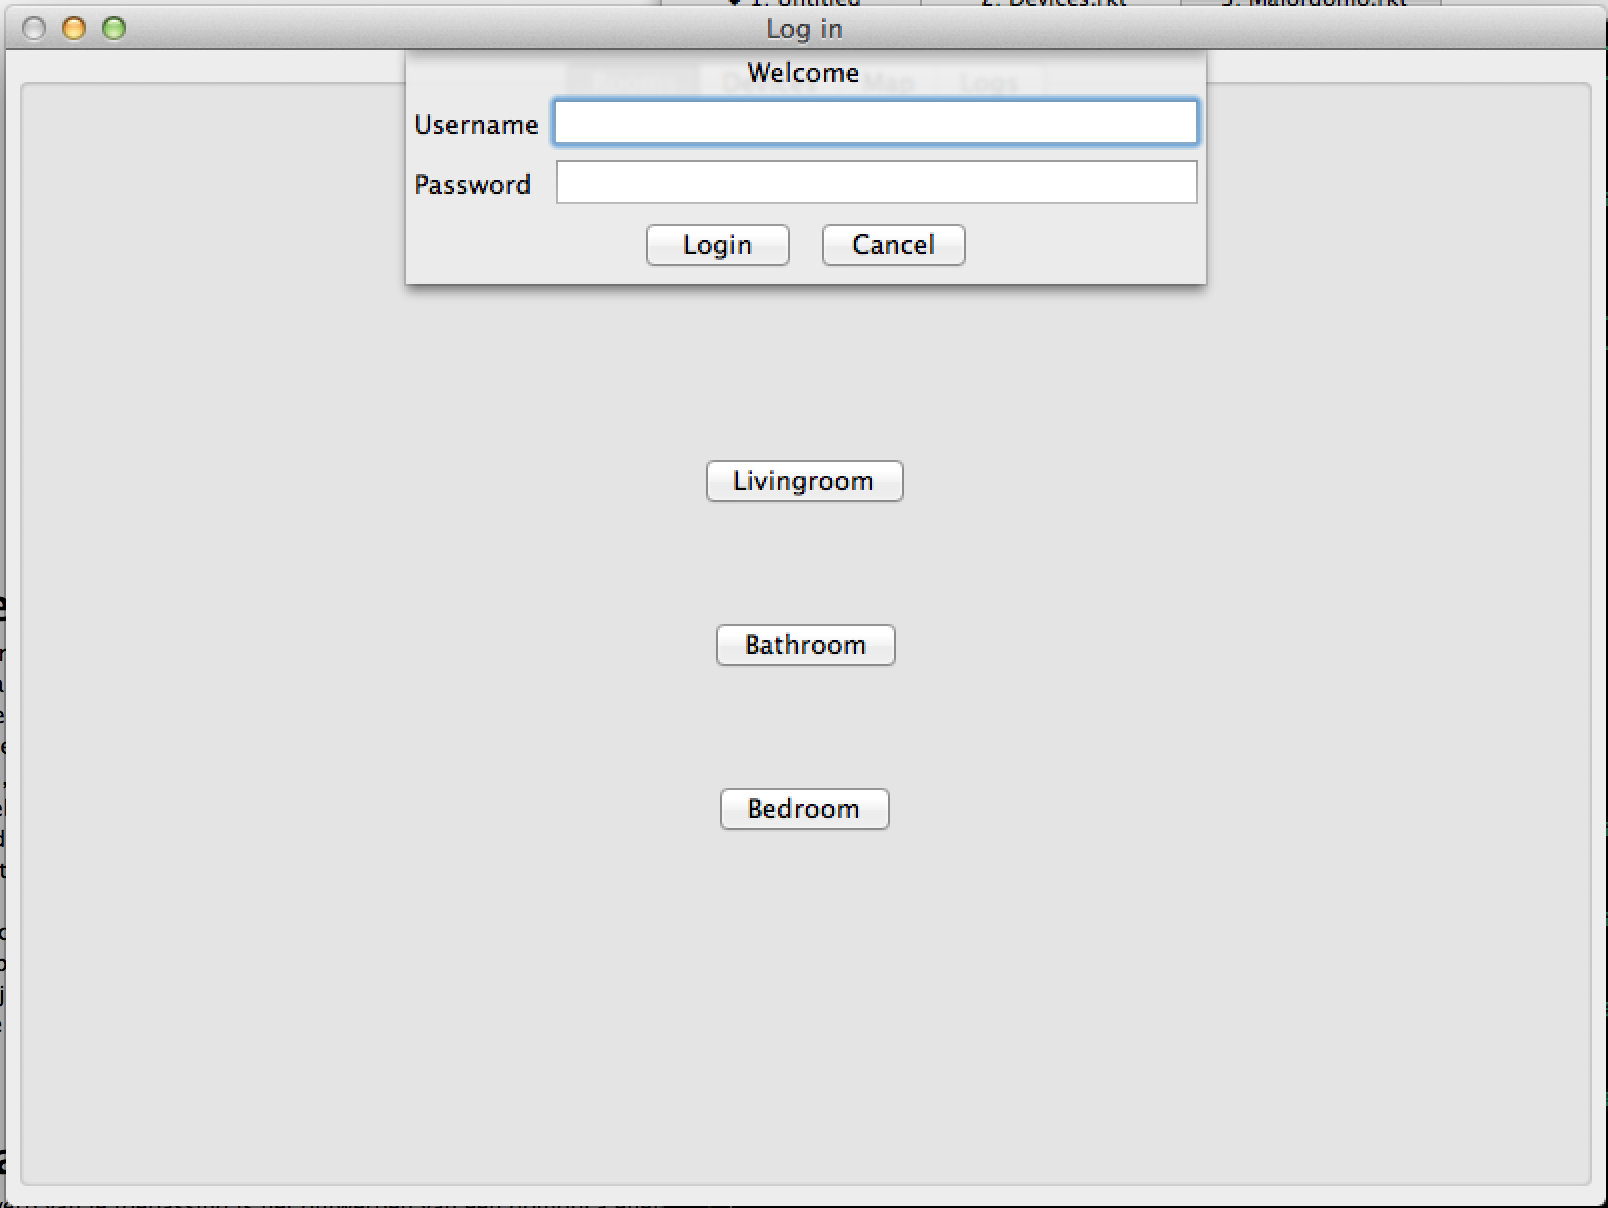 1. Untitled 2. Devices.rkt 3. Majordomo.rkt
Log in
Devices Map Logs
Welcome
Username
Password
Login Cancel
Livingroom
Bathroom
Bedroom